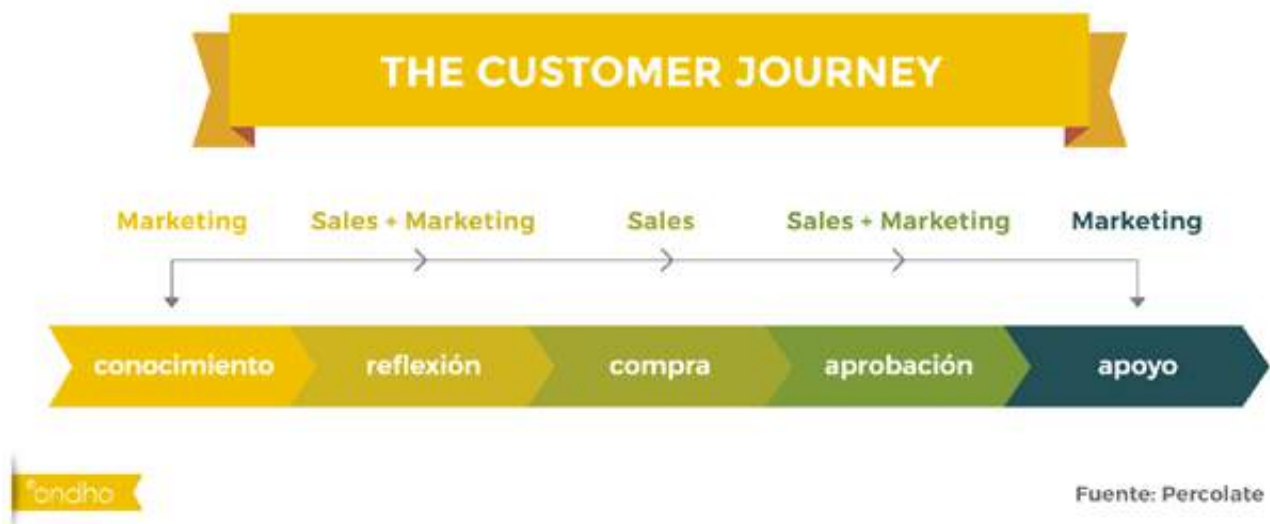 THE CUSTOMER JOURNEY
Marketing Sales + Marketing Sales Sales + Marketing Marketing
conocimiento reflexión compra aprobación apoyo
ondho
Fuente: Percolate